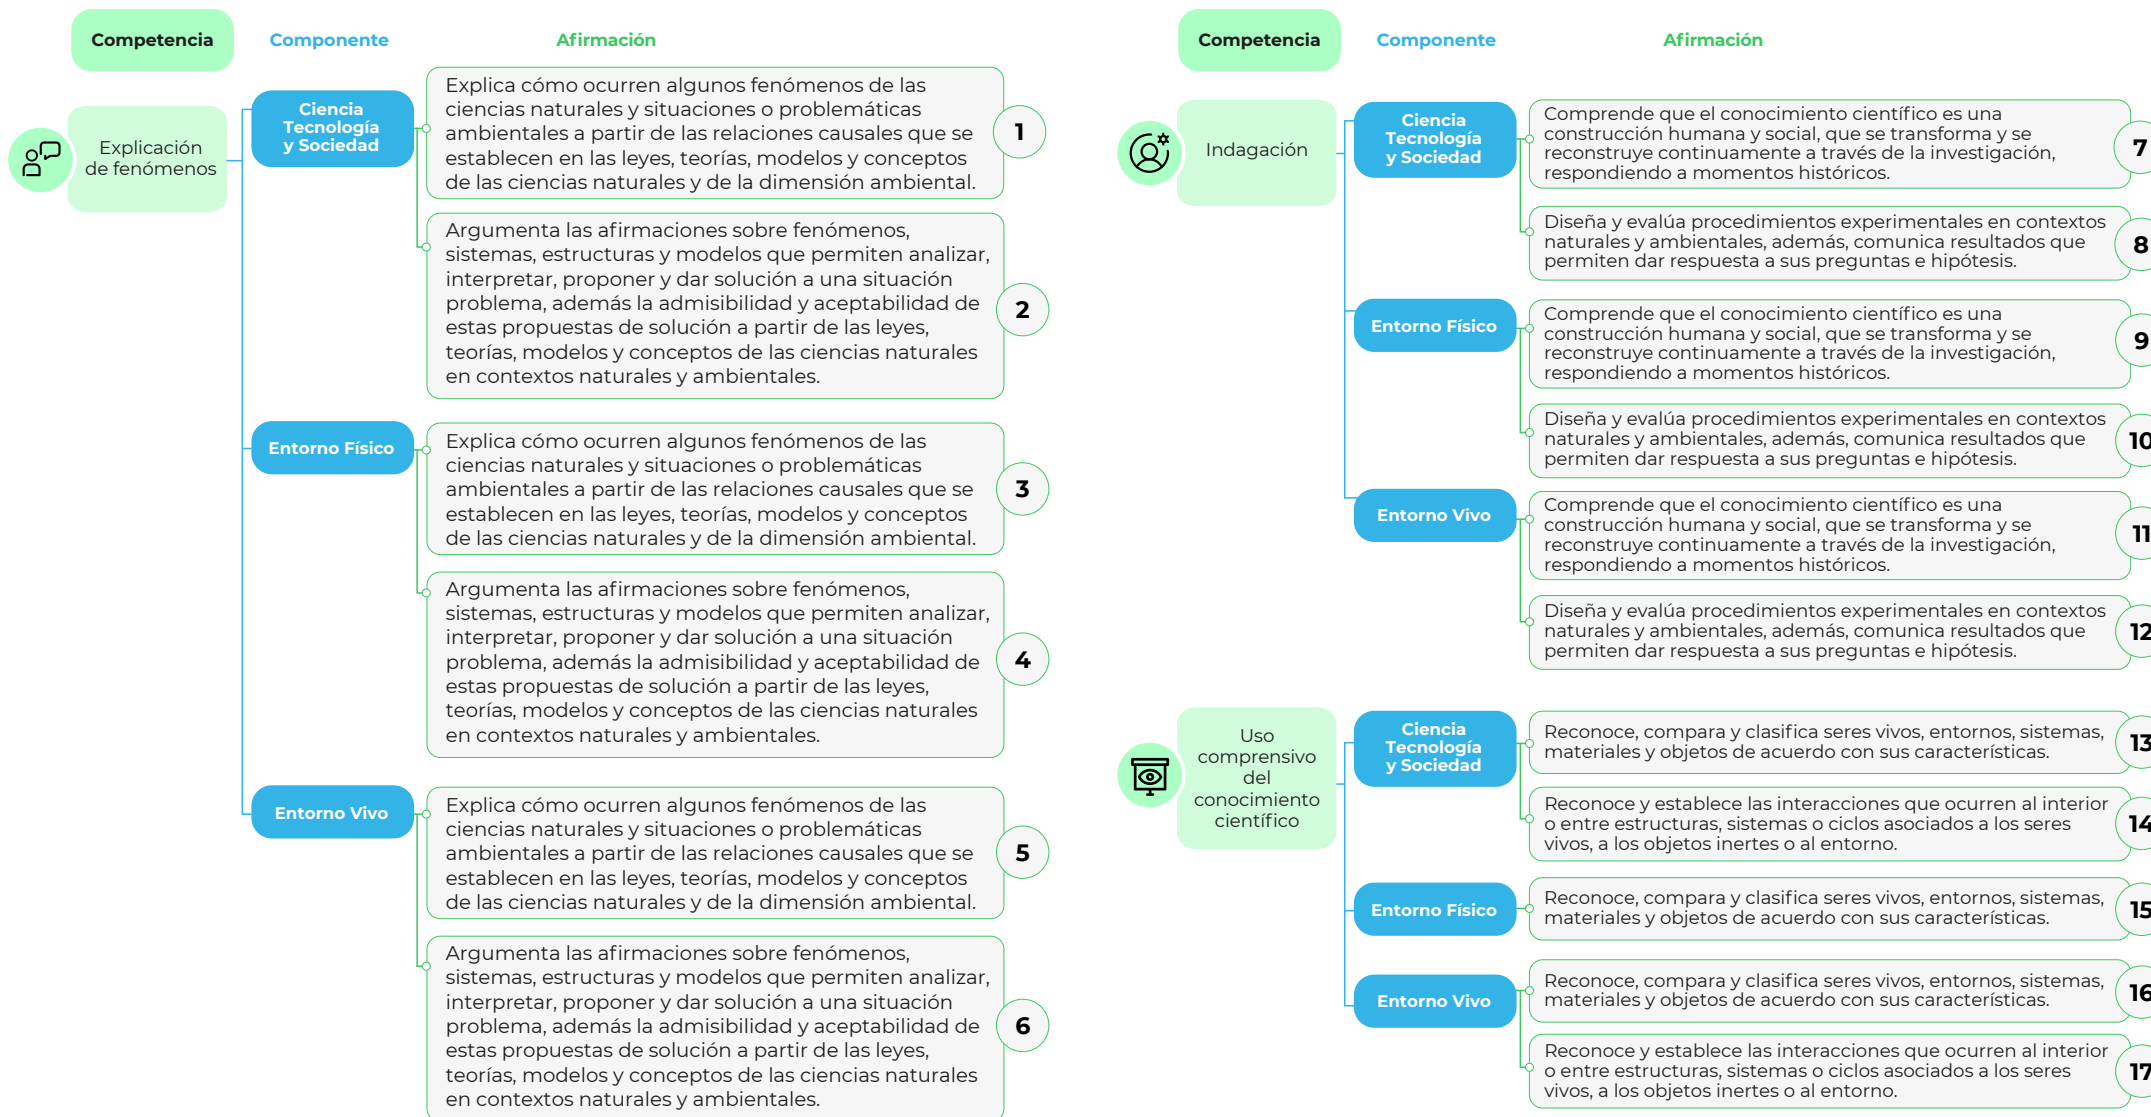 Competencia
Componente
Afirmación
Explicación
de fenómenos
Ciencia
Tecnología
y Sociedad
Explica cómo ocurren algunos fenómenos de las
ciencias naturales y situaciones o problemáticas
ambientales a partir de las relaciones causales que se
establecen en las leyes, teorías, modelos y conceptos
de las ciencias naturales y de la dimensión ambiental.
1
Argumenta las afirmaciones sobre fenómenos,
sistemas, estructuras y modelos que permiten analizar,
interpretar, proponer y dar solución a una situación
problema, además la admisibilidad y aceptabilidad de
estas propuestas de solución a partir de las leyes,
teorías, modelos y conceptos de las ciencias naturales
en contextos naturales y ambientales.
2
Entorno Físico
Explica cómo ocurren algunos fenómenos de las
ciencias naturales y situaciones o problemáticas
ambientales a partir de las relaciones causales que se
establecen en las leyes, teorías, modelos y conceptos
de las ciencias naturales y de la dimensión ambiental.
3
Argumenta las afirmaciones sobre fenómenos,
sistemas, estructuras y modelos que permiten analizar,
interpretar, proponer y dar solución a una situación
problema, además la admisibilidad y aceptabilidad de
estas propuestas de solución a partir de las leyes,
teorías, modelos y conceptos de las ciencias naturales
en contextos naturales y ambientales.
4
Entorno Vivo
Explica cómo ocurren algunos fenómenos de las
ciencias naturales y situaciones o problemáticas
ambientales a partir de las relaciones causales que se
establecen en las leyes, teorías, modelos y conceptos
de las ciencias naturales y de la dimensión ambiental.
5
Argumenta las afirmaciones sobre fenómenos,
sistemas, estructuras y modelos que permiten analizar,
interpretar, proponer y dar solución a una situación
problema, además la admisibilidad y aceptabilidad de
estas propuestas de solución a partir de las leyes,
teorías, modelos y conceptos de las ciencias naturales
en contextos naturales y ambientales.
6
Competencia
Componente
Afirmación
Indagación
Ciencia
Tecnología
y Sociedad
Comprende que el conocimiento científico es una
construcción humana y social, que se transforma y se
reconstruye continuamente a través de la investigación,
respondiendo a momentos históricos.
7
Diseña y evalúa procedimientos experimentales en contextos
naturales y ambientales, además, comunica resultados que
permiten dar respuesta a sus preguntas e hipótesis.
8
Entorno Físico
Comprende que el conocimiento científico es una
construcción humana y social, que se transforma y se
reconstruye continuamente a través de la investigación,
respondiendo a momentos históricos.
9
Diseña y evalúa procedimientos experimentales en contextos
naturales y ambientales, además, comunica resultados que
permiten dar respuesta a sus preguntas e hipótesis.
10
Entorno Vivo
Comprende que el conocimiento científico es una
construcción humana y social, que se transforma y se
reconstruye continuamente a través de la investigación,
respondiendo a momentos históricos.
11
Diseña y evalúa procedimientos experimentales en contextos
naturales y ambientales, además, comunica resultados que
permiten dar respuesta a sus preguntas e hipótesis.
12
Uso
comprensivo
del
conocimiento
científico
Ciencia
Tecnología
y Sociedad
Reconoce, compara y clasifica seres vivos, entornos, sistemas,
materiales y objetos de acuerdo con sus características.
13
Reconoce y establece las interacciones que ocurren al interior
o entre estructuras, sistemas o ciclos asociados a los seres
vivos, a los objetos inertes o al entorno.
14
Entorno Físico
Reconoce, compara y clasifica seres vivos, entornos, sistemas,
materiales y objetos de acuerdo con sus características.
15
Entorno Vivo
Reconoce, compara y clasifica seres vivos, entornos, sistemas,
materiales y objetos de acuerdo con sus características.
16
Reconoce y establece las interacciones que ocurren al interior
o entre estructuras, sistemas o ciclos asociados a los seres
vivos, a los objetos inertes o al entorno.
17